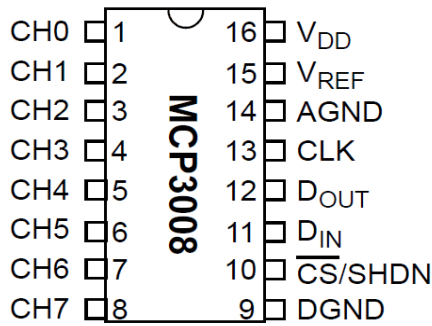 CH0 1 16 VDD
CH1 2 15 VREF
CH2 3 14 AGND
CH3 4 13 CLK
CH4 5 12 DOUT
CH5 6 11 DIN
CH6 7 10 C̅S̅/SHDN
CH7 8 9 DGND
MCP3008